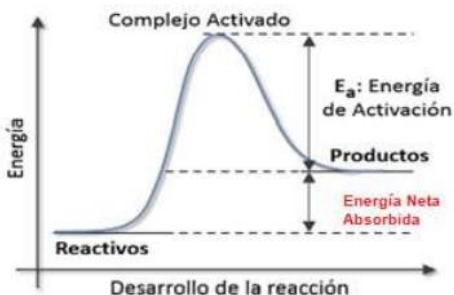 Complejo Activado
Eₐ: Energía
de Activación
Energía
Productos
Energía Neta
Absorbida
Reactivos
Desarrollo de la reacción